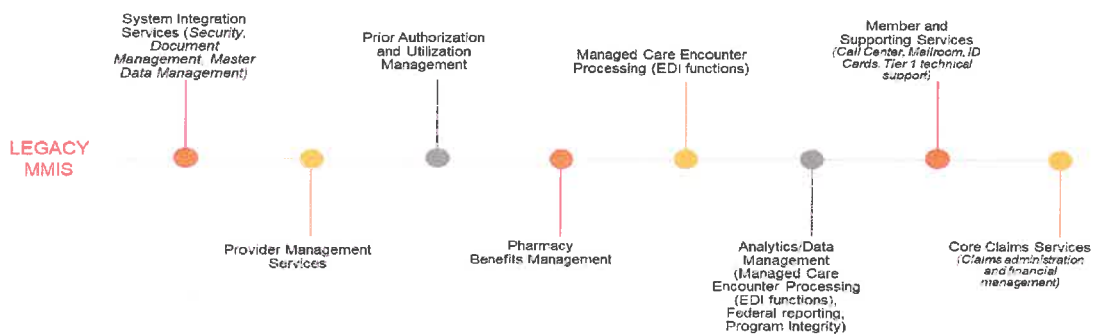 LEGACY
MMIS
System Integration
Services (Security,
Document
Management, Master
Data Management)
Provider Management
Services
Prior Authorization
and Utilization
Management
Pharmacy
Benefits Management
Managed Care Encounter
Processing (EDI functions)
Analytics/Data
Management
(Managed Care
Encounter Processing
(EDI functions),
Federal reporting,
Program Integrity)
Member and
Supporting Services
(Call Center, Mailroom, ID
Cards, Tier 1 technical
support)
Core Claims Services
(Claims administration
and financial
management)